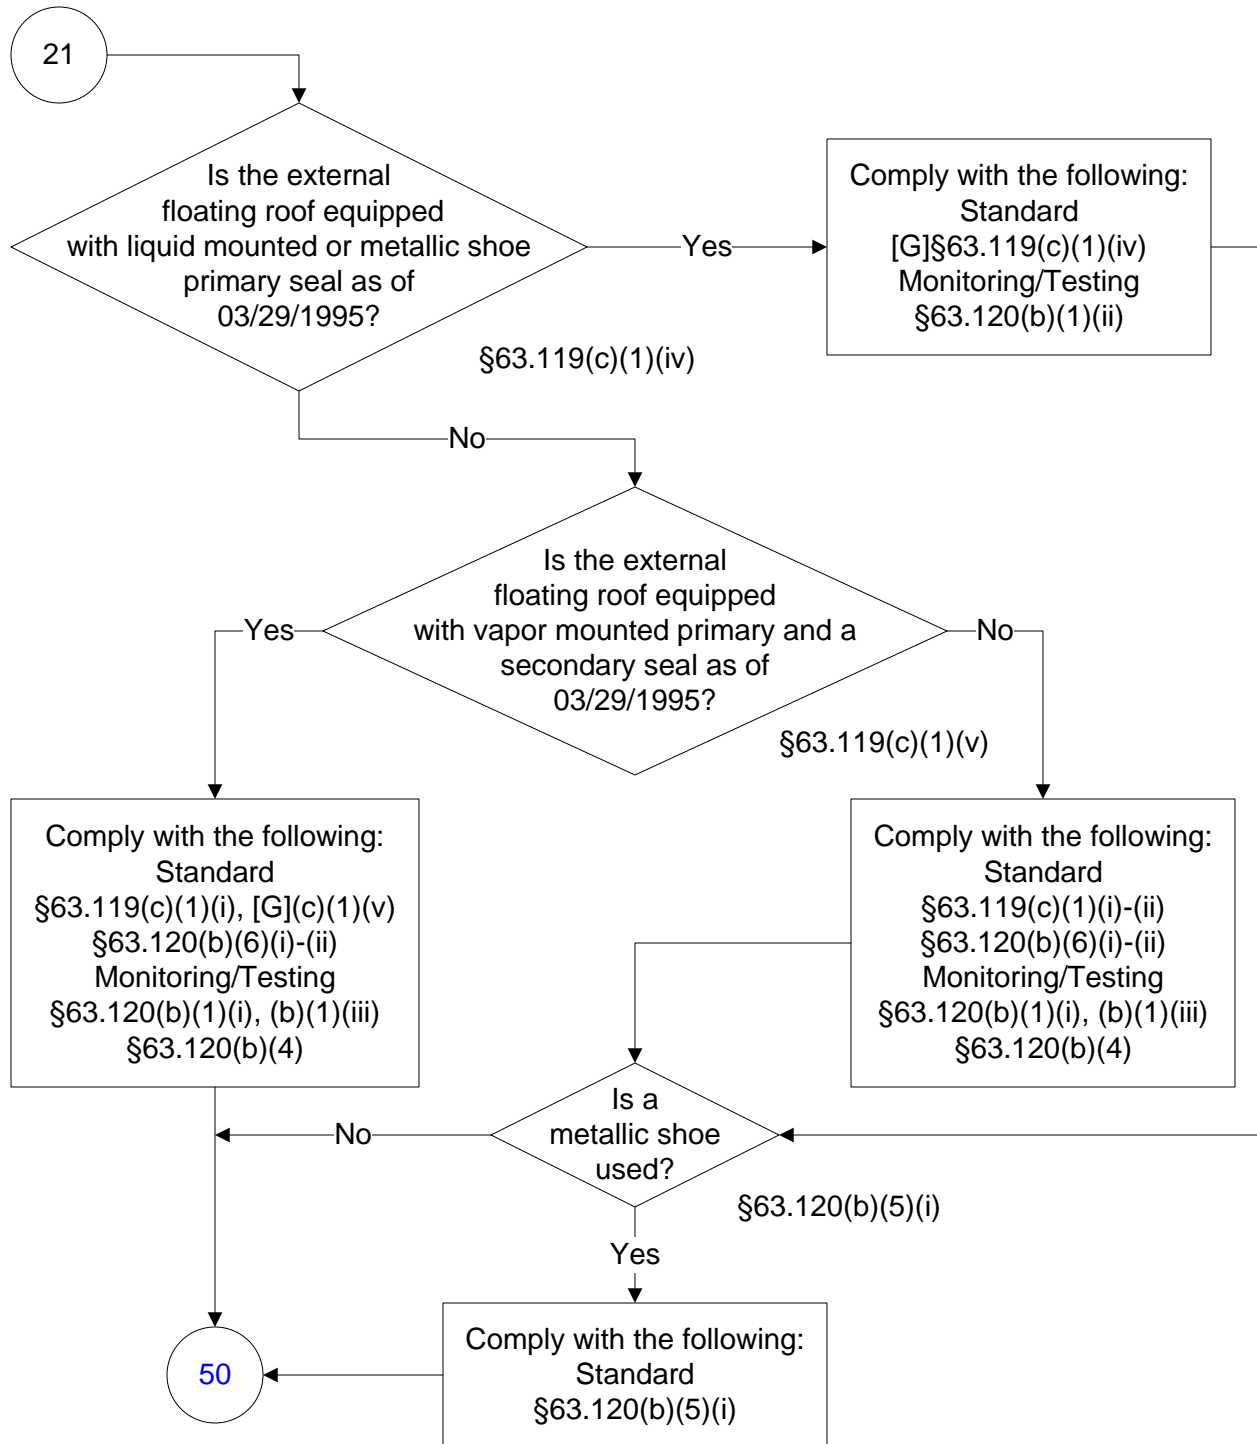 21
Is the external
floating roof equipped
with liquid mounted or metallic shoe
primary seal as of
03/29/1995?
Yes
Comply with the following:
Standard
[G]§63.119(c)(1)(iv)
Monitoring/Testing
§63.120(b)(1)(ii)
§63.119(c)(1)(iv)
No
Is the external
floating roof equipped
with vapor mounted primary and a
secondary seal as of
03/29/1995?
Yes
No
§63.119(c)(1)(v)
Comply with the following:
Standard
§63.119(c)(1)(i), [G](c)(1)(v)
§63.120(b)(6)(i)-(ii)
Monitoring/Testing
§63.120(b)(1)(i), (b)(1)(iii)
§63.120(b)(4)
Comply with the following:
Standard
§63.119(c)(1)(i)-(ii)
§63.120(b)(6)(i)-(ii)
Monitoring/Testing
§63.120(b)(1)(i), (b)(1)(iii)
§63.120(b)(4)
Is a
metallic shoe
used?
No
§63.120(b)(5)(i)
Yes
Comply with the following:
Standard
§63.120(b)(5)(i)
50